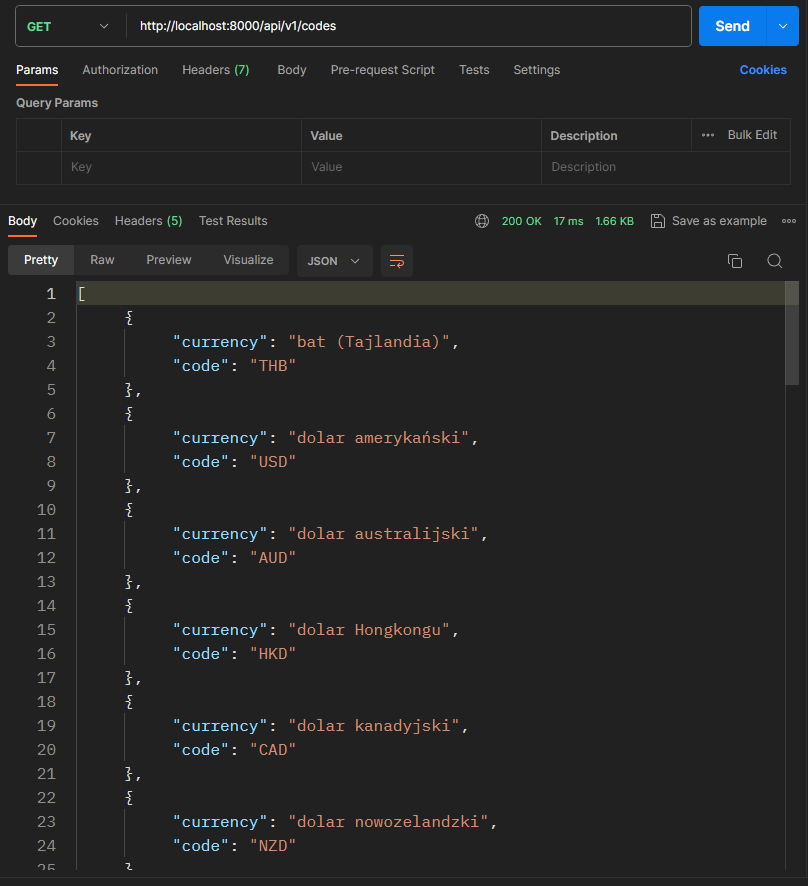 GET http://localhost:8000/api/v1/codes Send
Params Authorization Headers (7) Body Pre-request Script Tests Settings Cookies
Query Params
Key Value Description ••• Bulk Edit
Key Value Description
Body Cookies Headers (5) Test Results 200 OK 17 ms 1.66 KB Save as example
Pretty Raw Preview Visualize JSON
1 [
2 {
3 "currency": "bat (Tajlandia)",
4 "code": "THB"
5 },
6 {
7 "currency": "dolar amerykański",
8 "code": "USD"
9 },
10 {
11 "currency": "dolar australijski",
12 "code": "AUD"
13 },
14 {
15 "currency": "dolar Hongkongu",
16 "code": "HKD"
17 },
18 {
19 "currency": "dolar kanadyjski",
20 "code": "CAD"
21 },
22 {
23 "currency": "dolar nowozelandzki",
24 "code": "NZD"
25 }